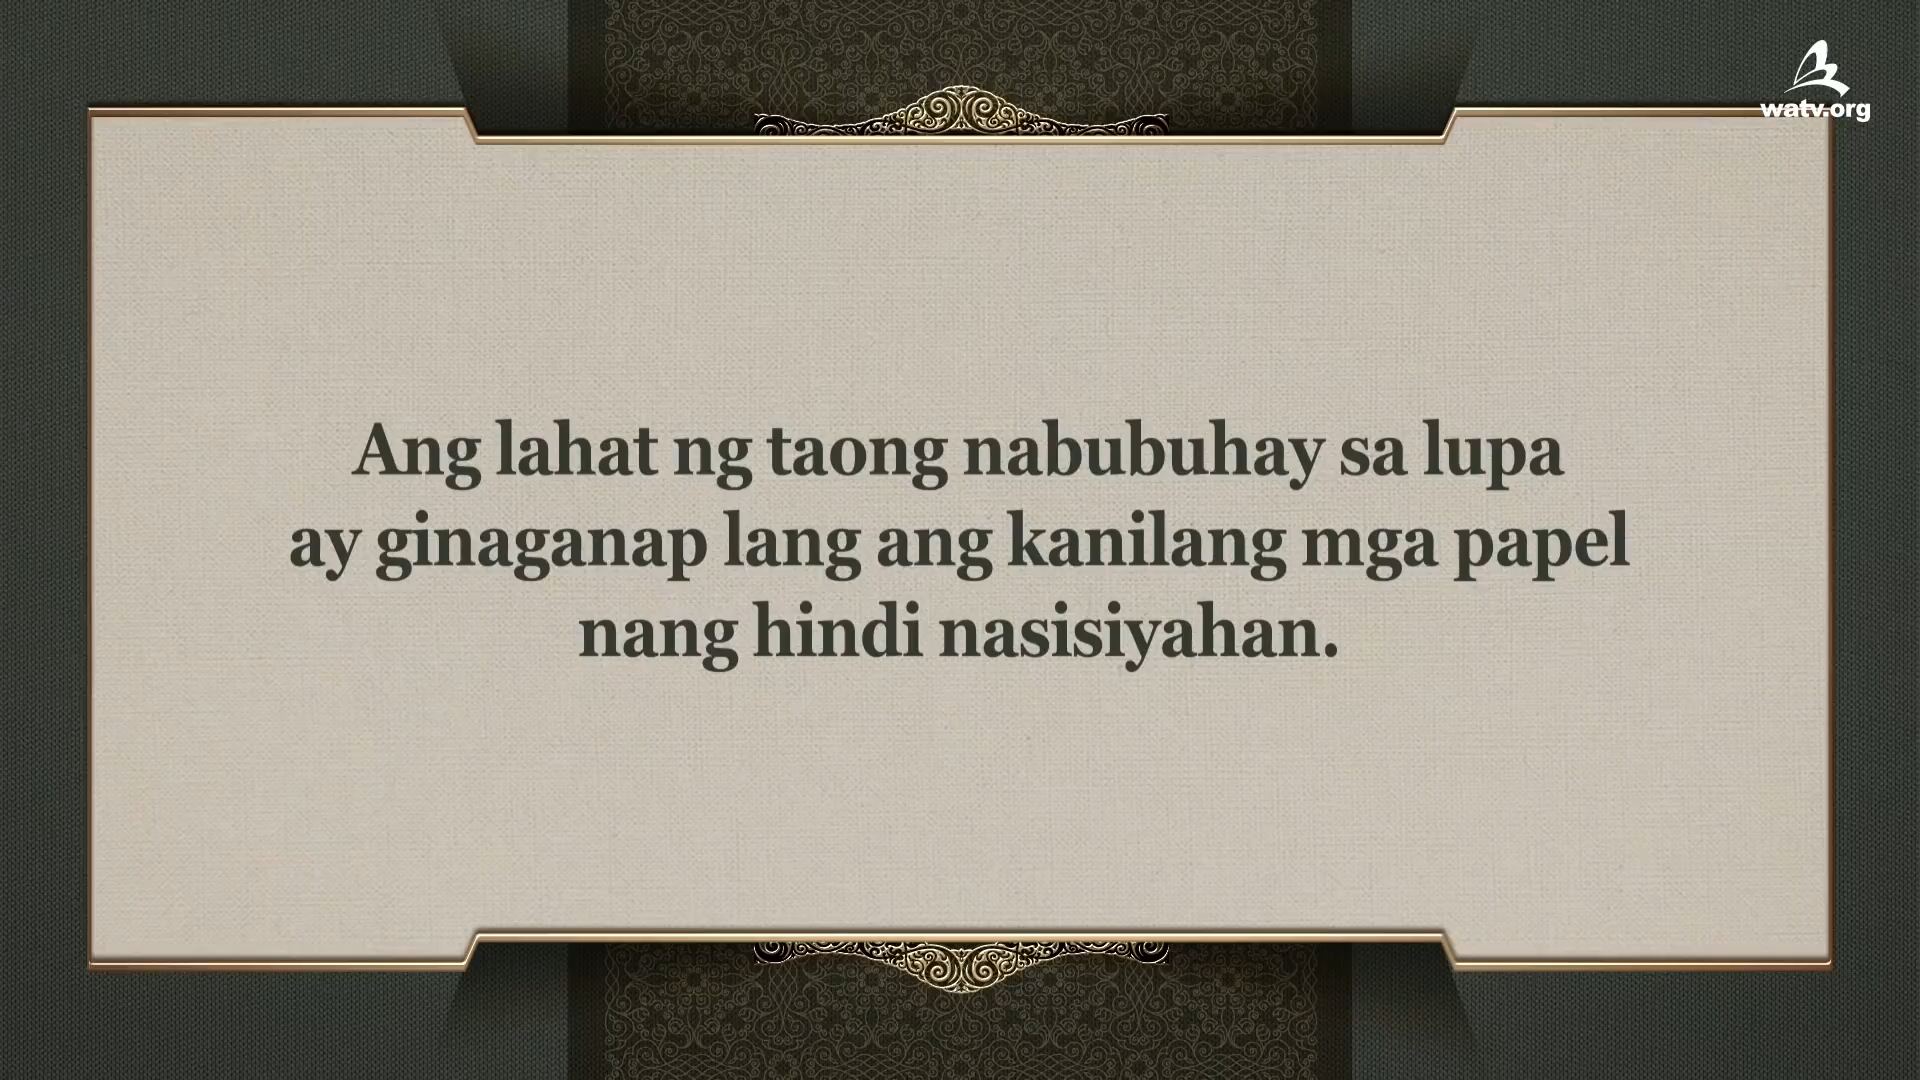 watv.org
Ang lahat ng taong nabubuhay sa lupa
ay ginaganap lang ang kanilang mga papel
nang hindi nasisiyahan.